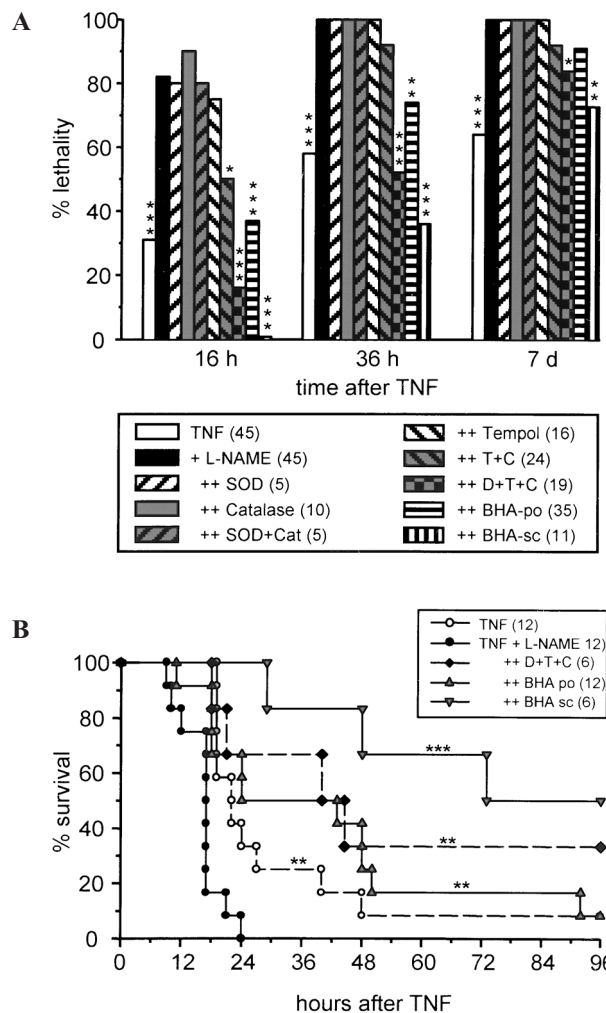 A
% lethality
100
80
60
40
20
0
***
*
***
***
***
***
***
**
***
***
*
**
16 h
36 h
7 d
time after TNF
TNF (45)
+ L-NAME (45)
++ SOD (5)
++ Catalase (10)
++ SOD+Cat (5)
++ Tempol (16)
++ T+C (24)
++ D+T+C (19)
++ BHA-po (35)
++ BHA-sc (11)
B
% survival
100
80
60
40
20
0
TNF (12)
TNF + L-NAME 12)
++ D+T+C (6)
++ BHA po (12)
++ BHA sc (6)
***
**
**
**
0
12
24
36
48
60
72
84
96
hours after TNF